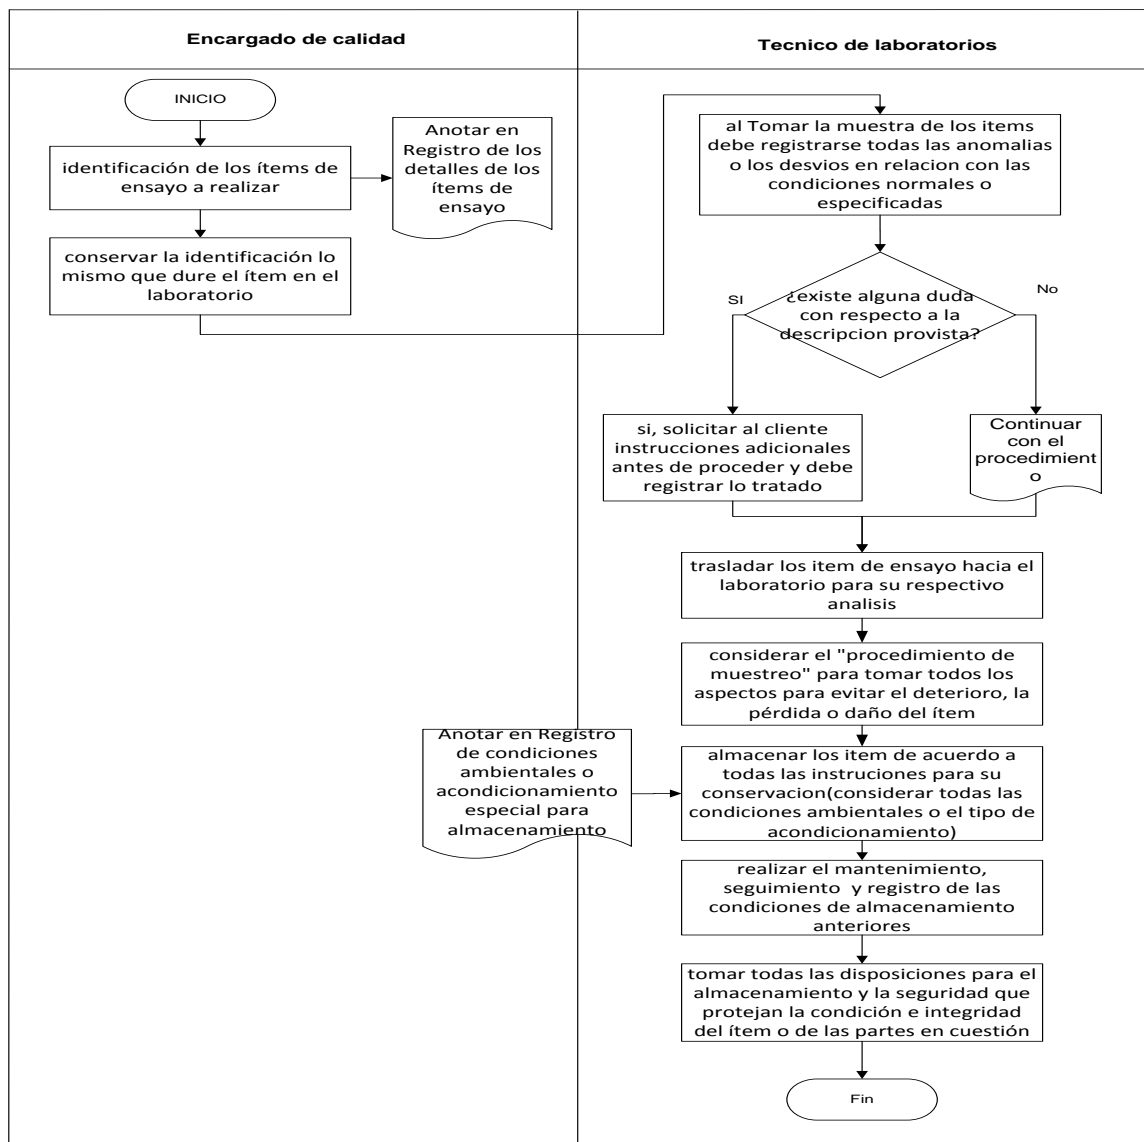 Encargado de calidad
Tecnico de laboratorios
INICIO
identificación de los ítems de
ensayo a realizar
Anotar en
Registro de los
detalles de los
ítems de
ensayo
conservar la identificación lo
mismo que dure el ítem en el
laboratorio
al Tomar la muestra de los items
debe registrarse todas las anomalias
o los desvios en relacion con las
condiciones normales o
especificadas
¿existe alguna duda
con respecto a la
descripcion provista?
SI
No
si, solicitar al cliente
instrucciones adicionales
antes de proceder y debe
registrar lo tratado
Continuar
con el
procedimient
o
trasladar los item de ensayo hacia el
laboratorio para su respectivo
analisis
considerar el "procedimiento de
muestreo" para tomar todos los
aspectos para evitar el deterioro, la
pérdida o daño del ítem
Anotar en Registro
de condiciones
ambientales o
acondicionamiento
especial para
almacenamiento
almacenar los item de acuerdo a
todas las instruciones para su
conservacion(considerar todas las
condiciones ambientales o el tipo de
acondicionamiento)
realizar el mantenimiento,
seguimiento y registro de las
condiciones de almacenamiento
anteriores
tomar todas las disposiciones para el
almacenamiento y la seguridad que
protejan la condición e integridad
del ítem o de las partes en cuestión
Fin